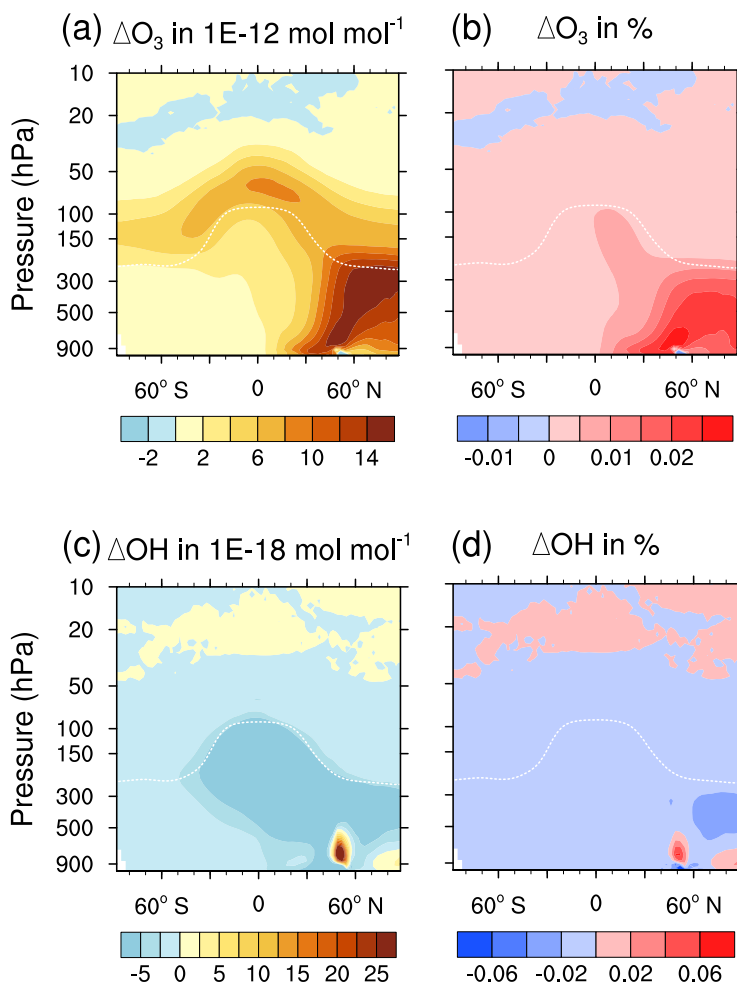 (a) △O₃ in 1E-12 mol mol⁻¹
(b) △O₃ in %
Pressure (hPa)
10
20
50
100
150
300
500
900
60° S 0 60° N
60° S 0 60° N
-2 2 6 10 14
-0.01 0 0.01 0.02
(c) △OH in 1E-18 mol mol⁻¹
(d) △OH in %
Pressure (hPa)
10
20
50
100
150
300
500
900
60° S 0 60° N
60° S 0 60° N
-5 0 5 10 15 20 25
-0.06 -0.02 0.02 0.06